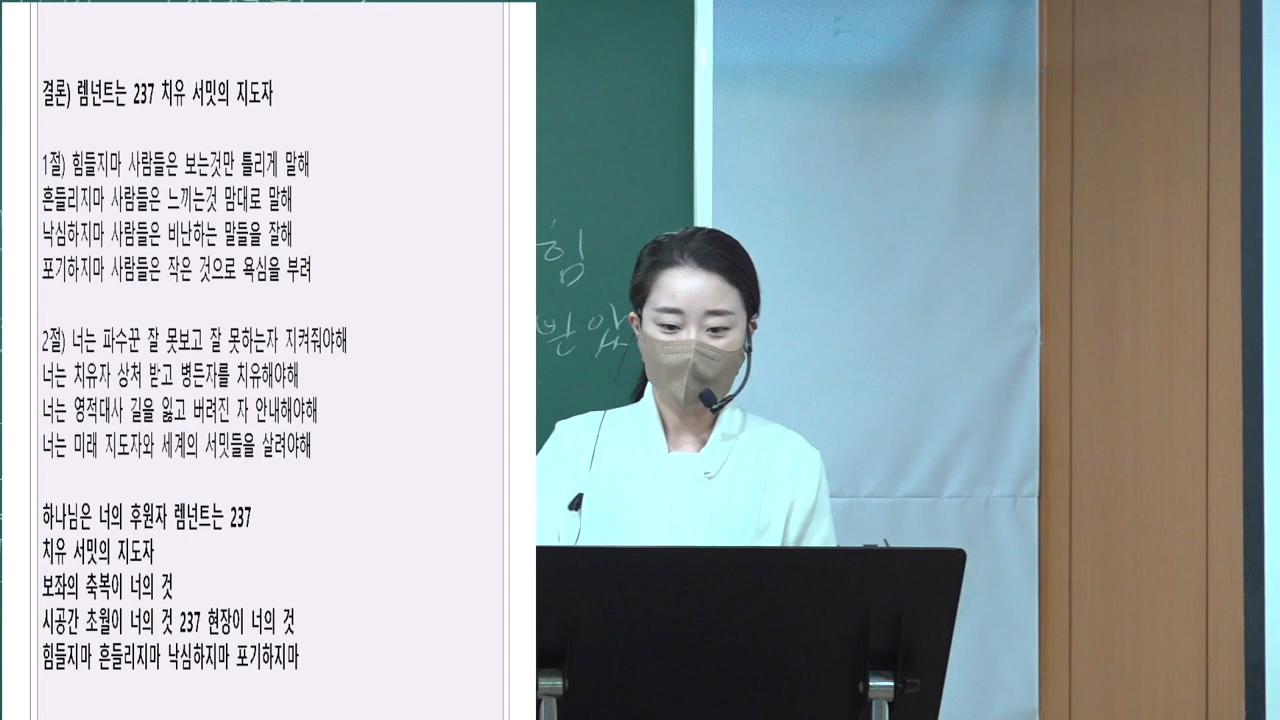 결론) 렘넌트는 237 치유 서밋의 지도자
1절) 힘들지마 사람들은 보는것만 틀리게 말해
흔들리지마 사람들은 느끼는것 맘대로 말해
낙심하지마 사람들은 비난하는 말들을 잘해
포기하지마 사람들은 작은 것으로 욕심을 부려
2절) 너는 파수꾼 잘 못보고 잘 못하는자 지켜줘야해
너는 치유자 상처 받고 병든자를 치유해야해
너는 영적대사 길을 잃고 버려진 자 안내해야해
너는 미래 지도자와 세계의 서밋들을 살려야해
하나님은 너의 후원자 렘넌트는 237
치유 서밋의 지도자
보좌의 축복이 너의 것
시공간 초월이 너의 것 237 현장이 너의 것
힘들지마 흔들리지마 낙심하지마 포기하지마
힘
받았